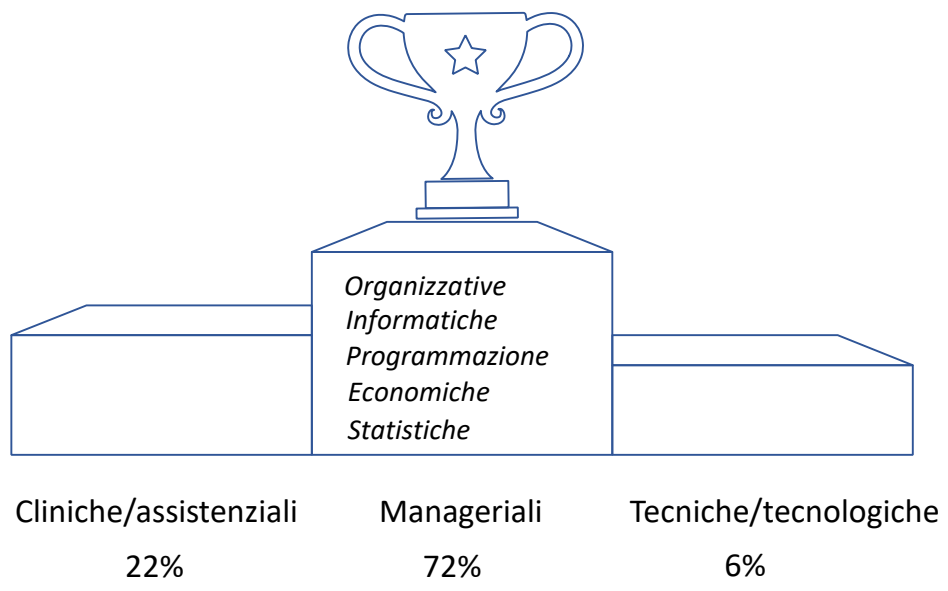 Organizzative
Informatiche
Programmazione
Economiche
Statistiche
Cliniche/assistenziali
Manageriali
Tecniche/tecnologiche
22%
72%
6%